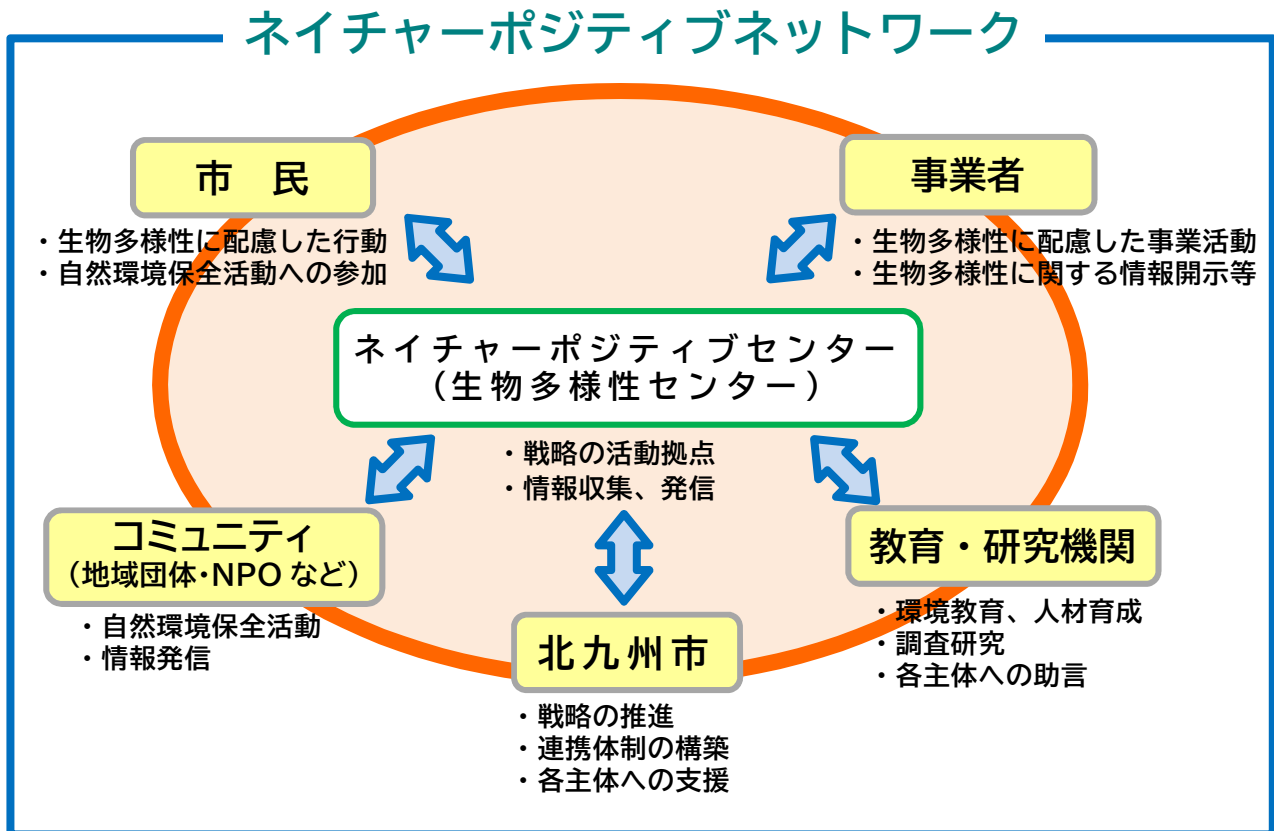 ネイチャーポジティブネットワーク
市　民
・生物多様性に配慮した行動
・自然環境保全活動への参加
事業者
・生物多様性に配慮した事業活動
・生物多様性に関する情報開示等
ネイチャーポジティブセンター
（生物多様性センター）
・戦略の活動拠点
・情報収集、発信
コミュニティ
（地域団体・NPO など）
・自然環境保全活動
・情報発信
北九州市
・戦略の推進
・連携体制の構築
・各主体への支援
教育・研究機関
・環境教育、人材育成
・調査研究
・各主体への助言